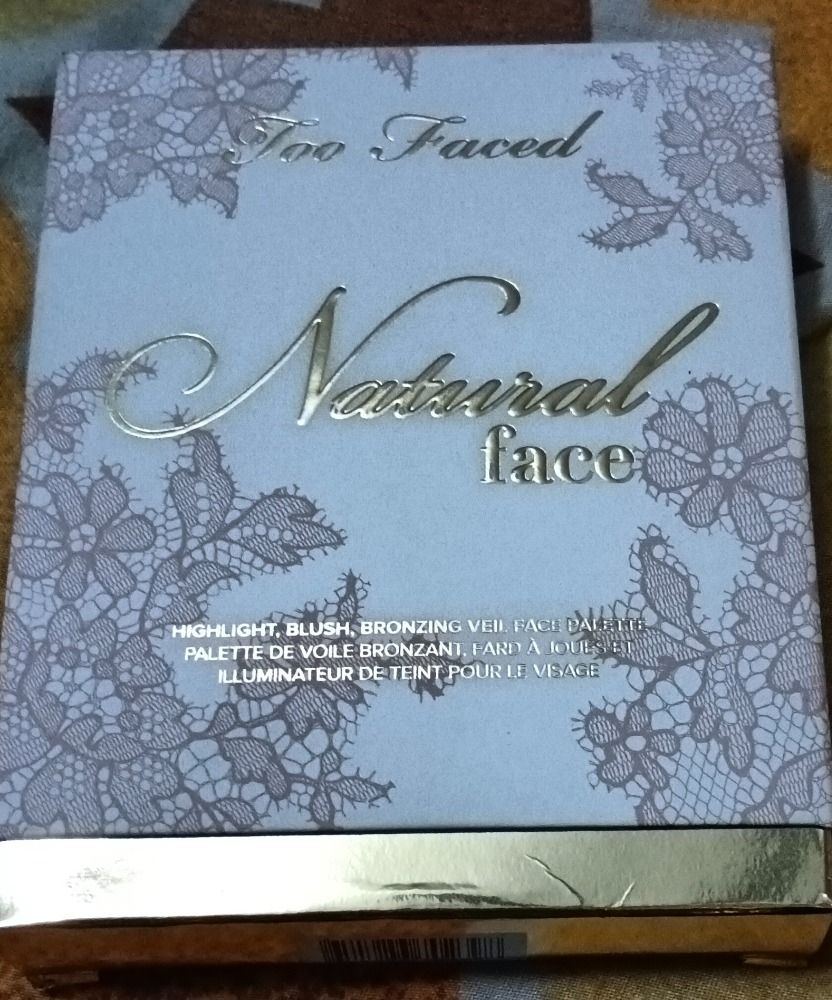 Too Faced
Natural
face
HIGHLIGHT, BLUSH, BRONZING VEIL FACE PALETTE
PALETTE DE VOILE BRONZANT, FARD À JOUES ET
ILLUMINATEUR DE TEINT POUR LE VISAGE